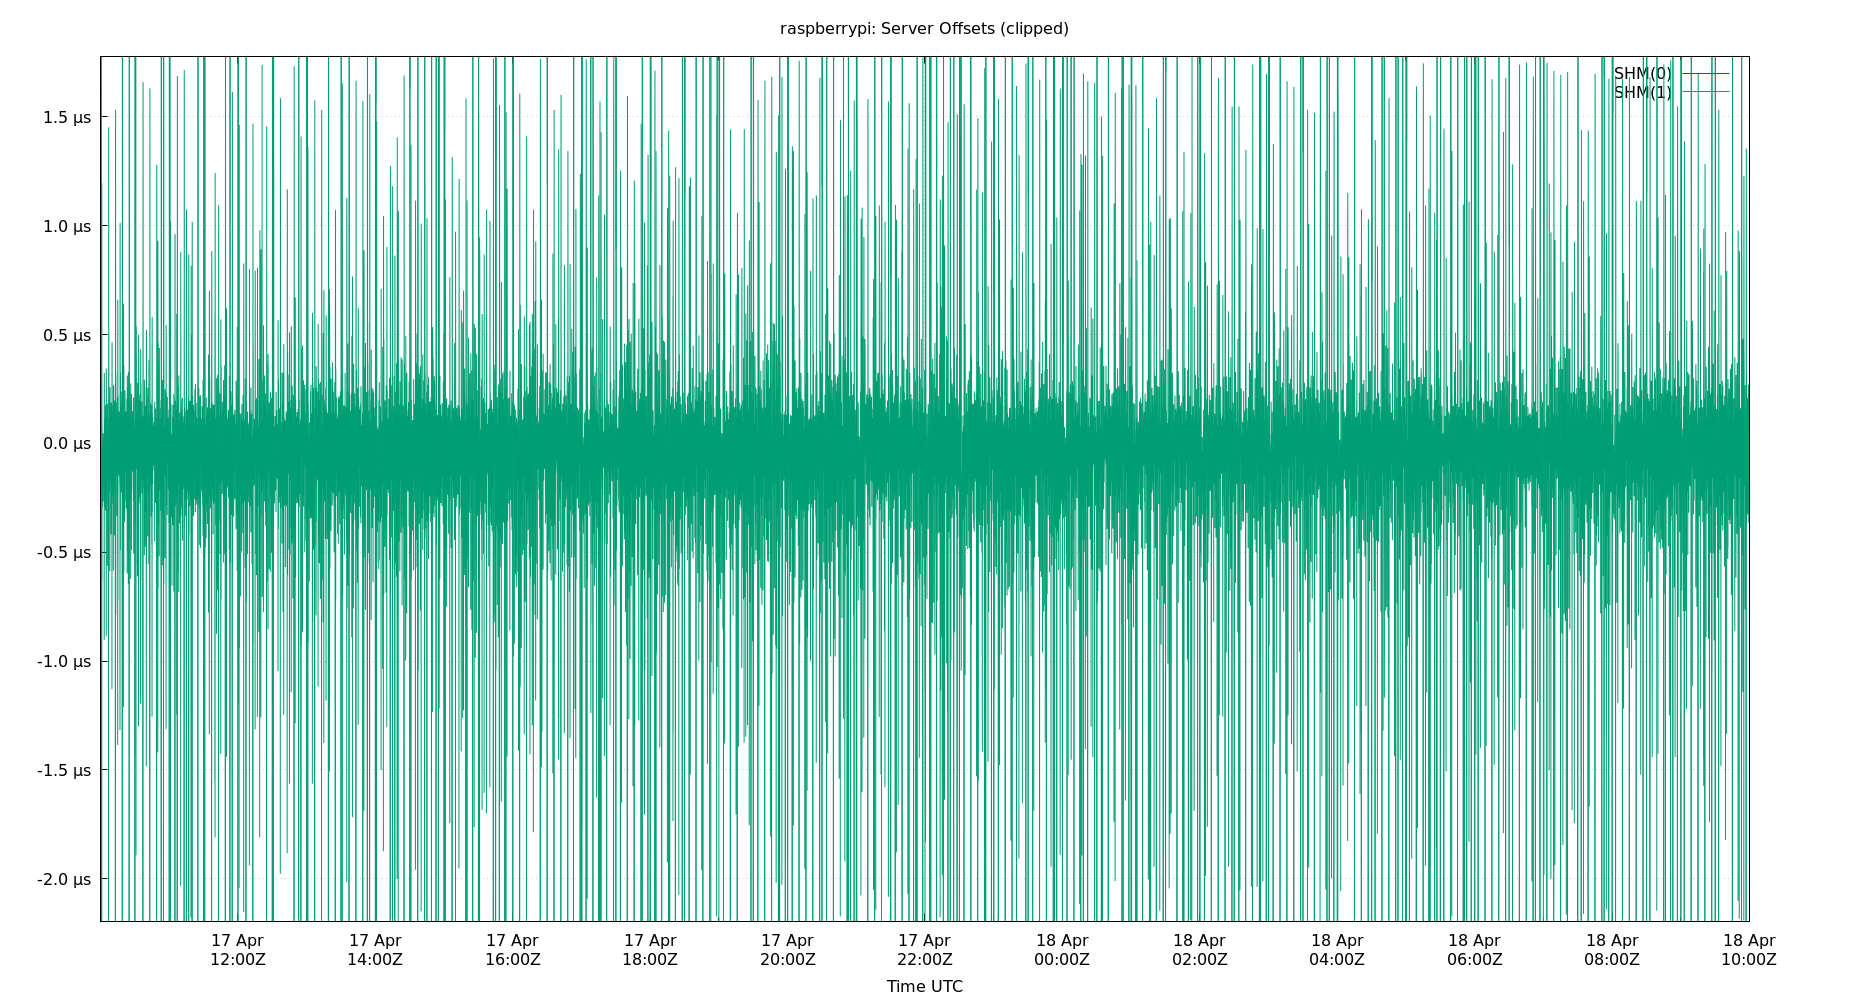 raspberrypi: Server Offsets (clipped)
SHM(0)
SHM(1)
1.5 µs
1.0 µs
0.5 µs
0.0 µs
-0.5 µs
-1.0 µs
-1.5 µs
-2.0 µs
17 Apr 17 Apr 17 Apr 17 Apr 17 Apr 17 Apr 18 Apr 18 Apr 18 Apr 18 Apr 18 Apr 18 Apr
12:00Z 14:00Z 16:00Z 18:00Z 20:00Z 22:00Z 00:00Z 02:00Z 04:00Z 06:00Z 08:00Z 10:00Z
Time UTC